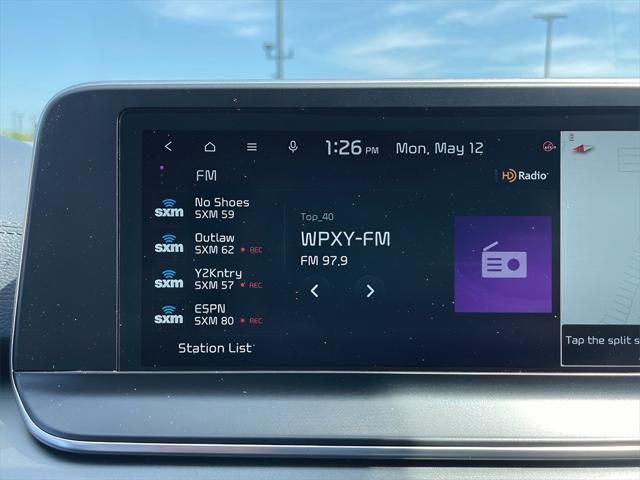 1:26 PM Mon, May 12
FM
HD Radio
No Shoes
sxm SXM 59
Outlaw
sxm SXM 62 REC
Y2Kntry
sxm SXM 57 REC
ESPN
sxm SXM 80 REC
Station List
Top_40
WPXY-FM
FM 97.9
Tap the split s